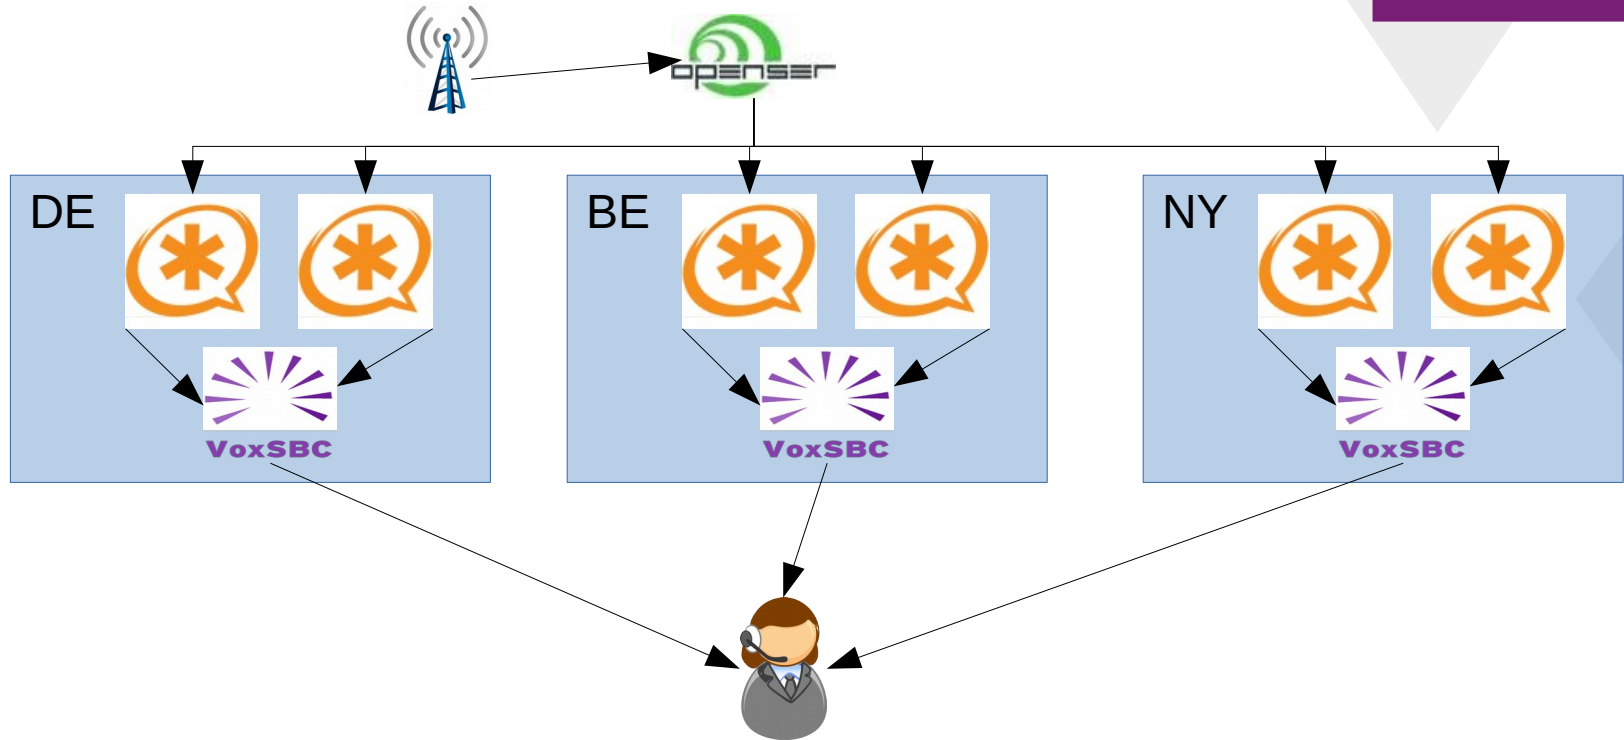 openser
DE
BE
NY
VoxSBC
VoxSBC
VoxSBC